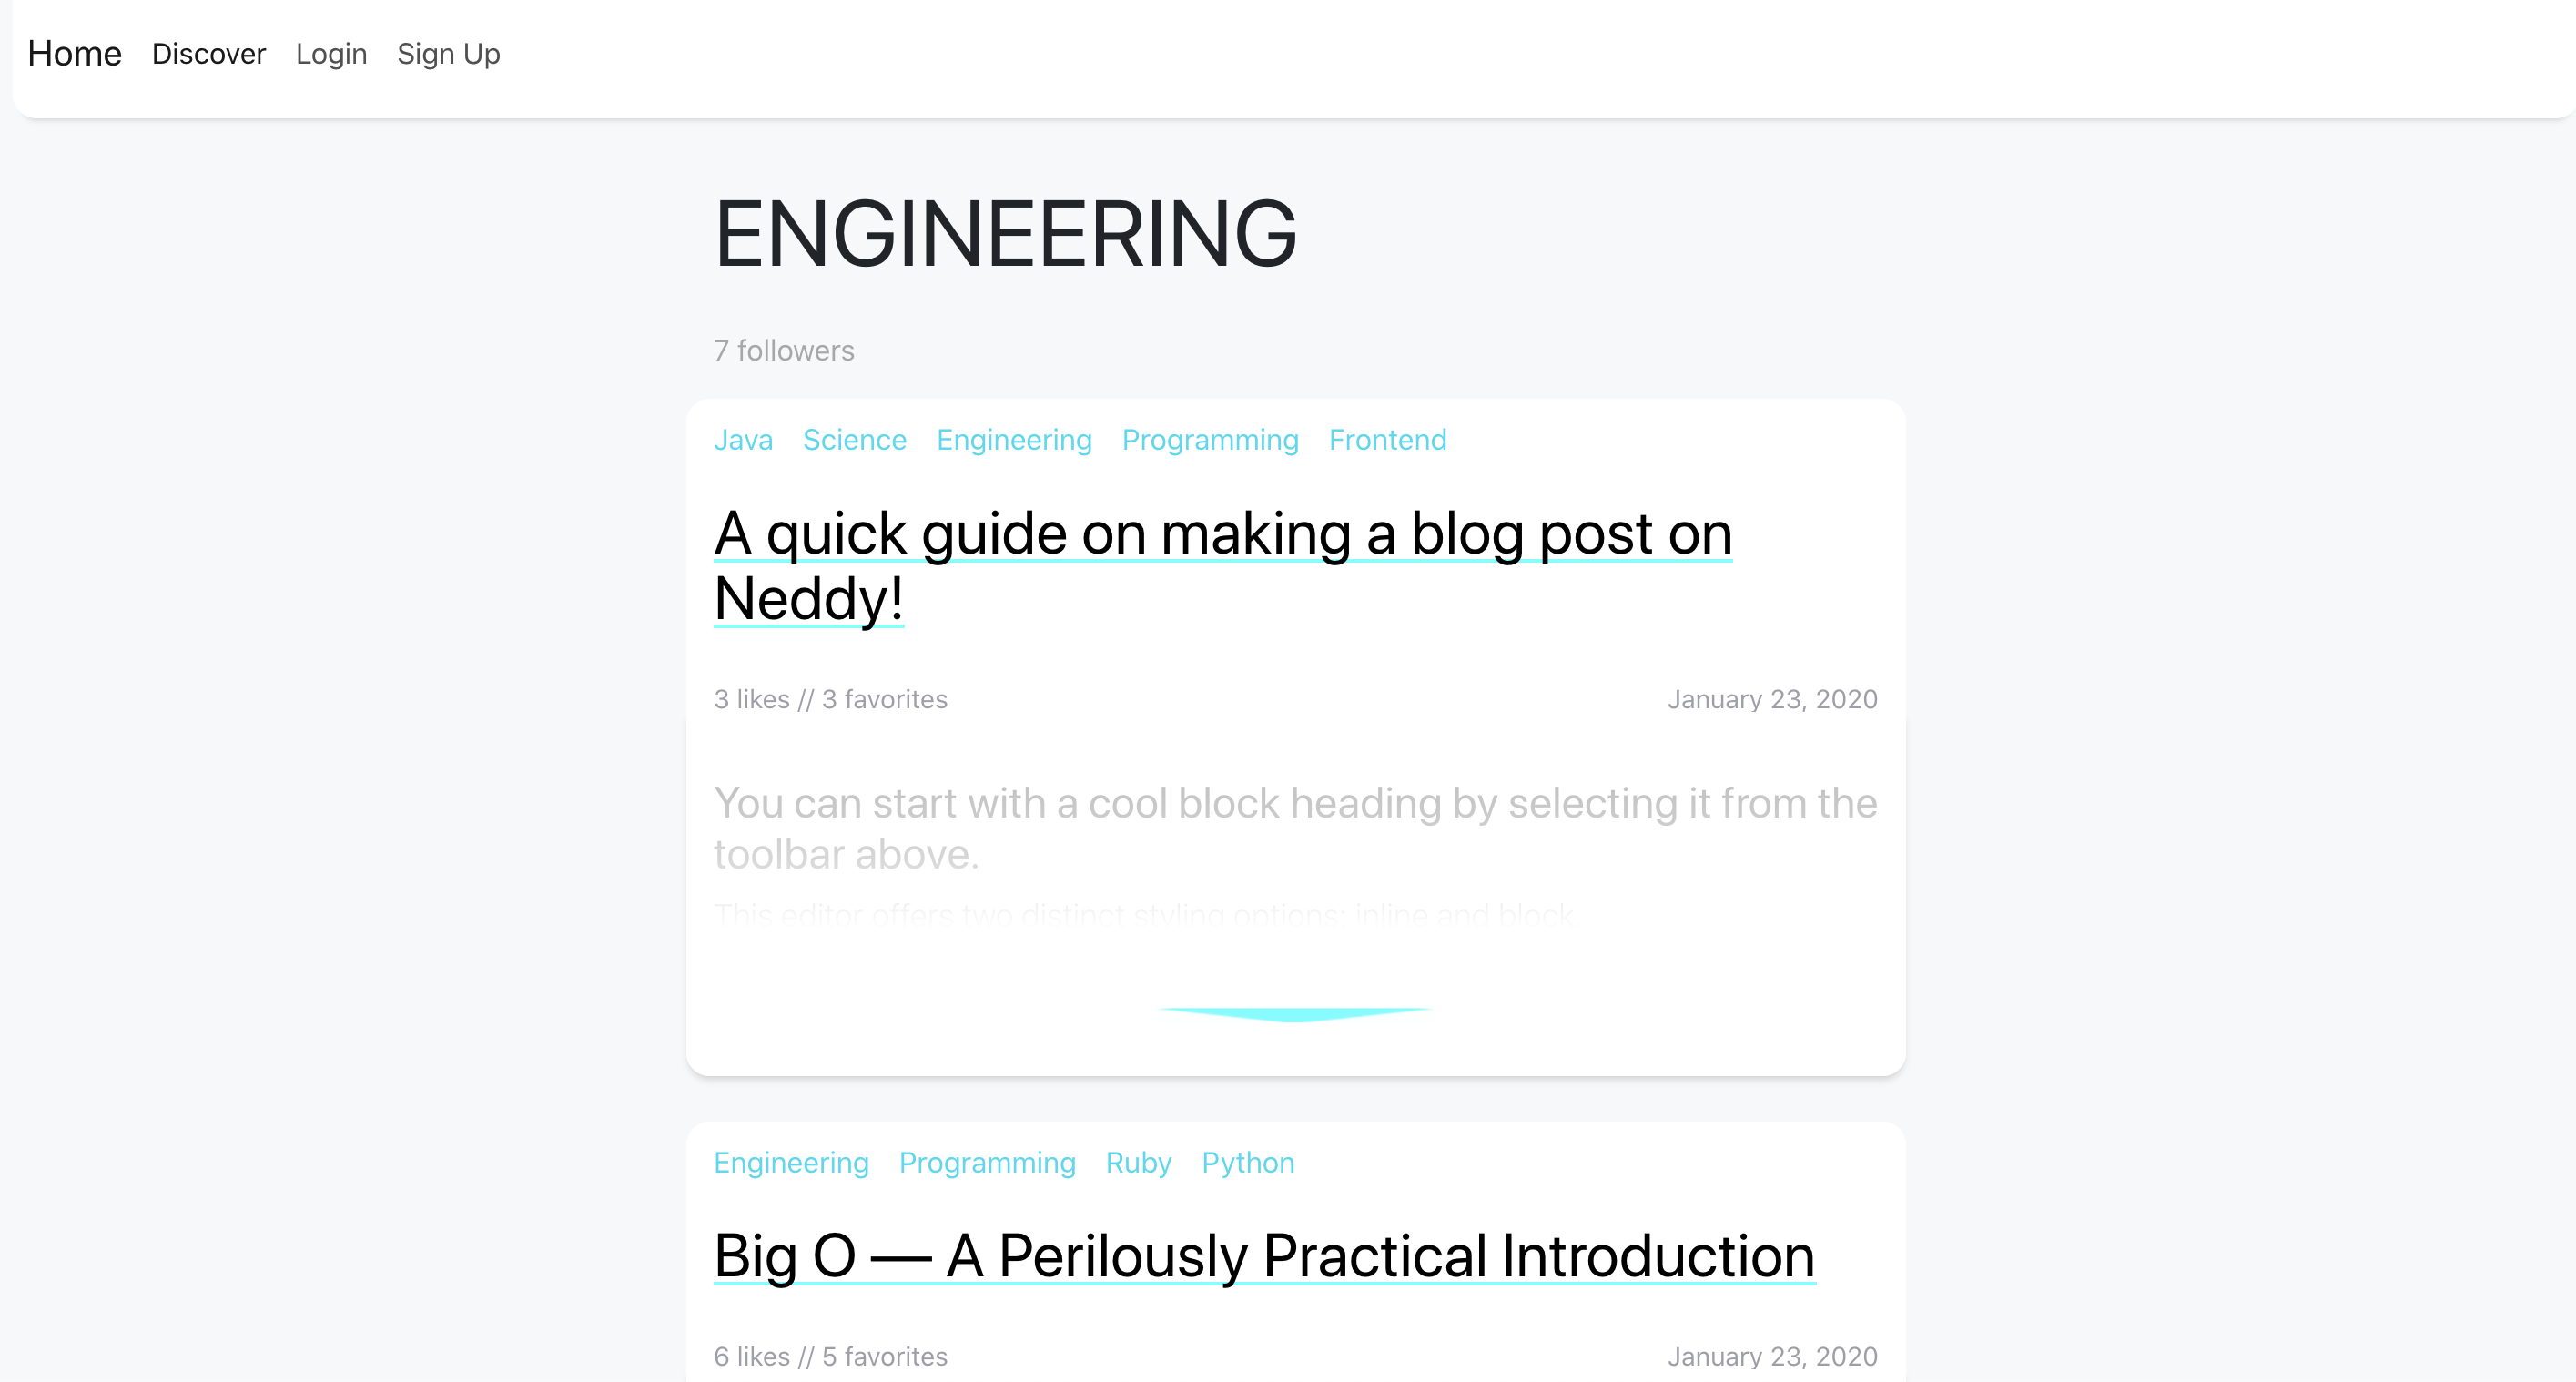 Home Discover Login Sign Up
ENGINEERING
7 followers
Java Science Engineering Programming Frontend
A quick guide on making a blog post on
Neddy!
3 likes // 3 favorites January 23, 2020
You can start with a cool block heading by selecting it from the
toolbar above.
This editor offers two distinct styling options: inline and block
Engineering Programming Ruby Python
Big O — A Perilously Practical Introduction
6 likes // 5 favorites January 23, 2020